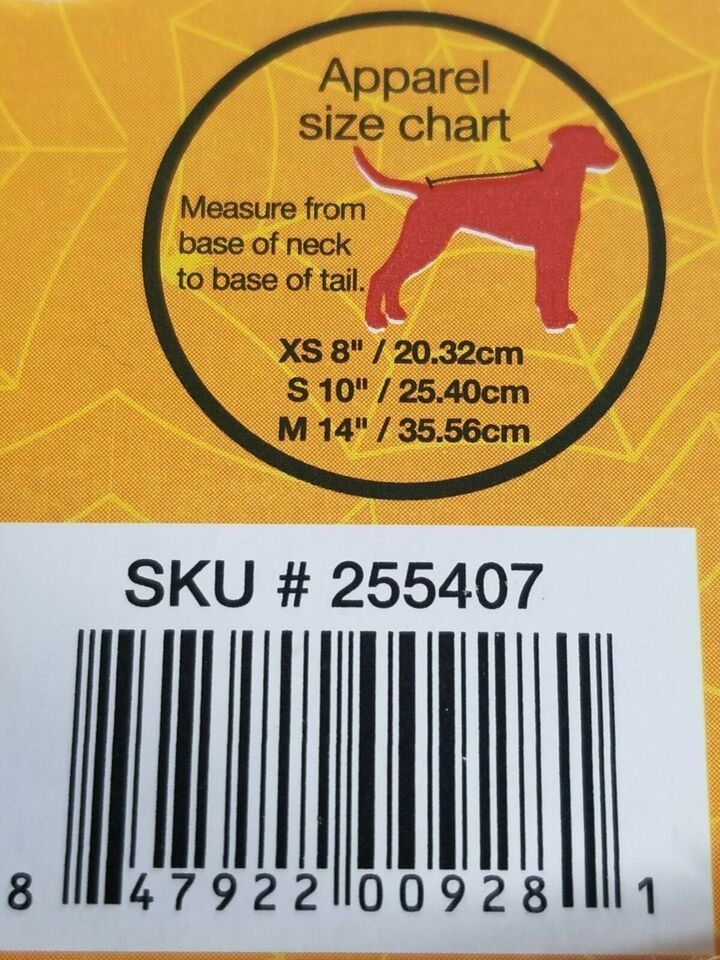 Apparel
size chart
Measure from
base of neck
to base of tail.
XS 8" / 20.32cm
S 10" / 25.40cm
M 14" / 35.56cm
SKU # 255407
8 47922 00928 1